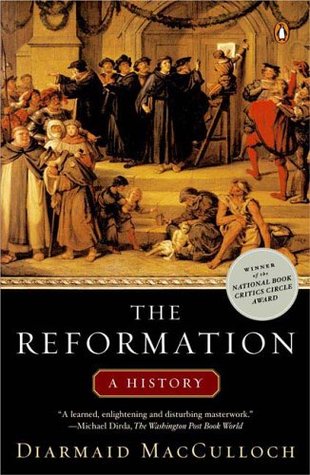 WINNER
of the
NATIONAL BOOK
CRITICS CIRCLE
AWARD
THE
REFORMATION
A HISTORY
"A learned, enlightening and disturbing masterwork."
—Michael Dirda, The Washington Post Book World
DIARMAID MACCULLOCH